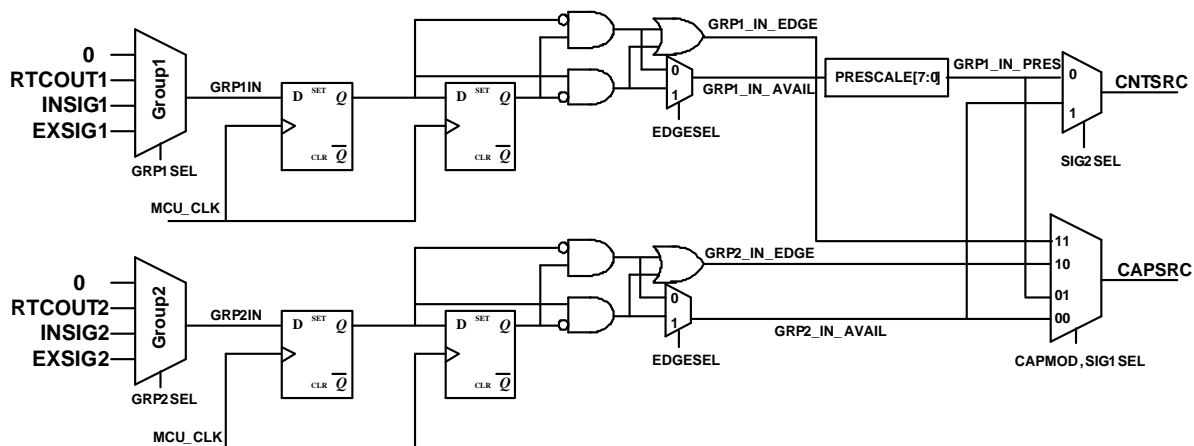 0
RTCOUT1
INSIG1
EXSIG1
Group1
GRP1SEL
GRP1IN
MCU_CLK
D SET Q
CLR Q
D SET Q
CLR Q
GRP1_IN_EDGE
0
1
EDGESEL
GRP1_IN_AVAIL
PRESCALE[7:0]
GRP1_IN_PRES
0
1
SIG2SEL
CNTSRC
0
RTCOUT2
INSIG2
EXSIG2
Group2
GRP2SEL
GRP2IN
MCU_CLK
D SET Q
CLR Q
D SET Q
CLR Q
GRP2_IN_EDGE
0
1
EDGESEL
GRP2_IN_AVAIL
11
10
01
00
CAPMOD,SIG1SEL
CAPSRC